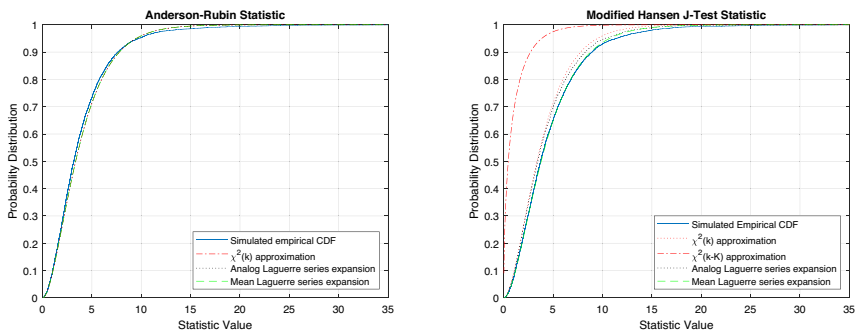 Anderson-Rubin Statistic
Probability Distribution
1
0.9
0.8
0.7
0.6
0.5
0.4
0.3
0.2
0.1
0
Simulated empirical CDF
χ²(k) approximation
Analog Laguerre series expansion
Mean Laguerre series expansion
0 5 10 15 20 25 30 35
Statistic Value
Modified Hansen J-Test Statistic
Probability Distribution
1
0.9
0.8
0.7
0.6
0.5
0.4
0.3
0.2
0.1
0
Simulated Empirical CDF
χ²(k) approximation
χ²(k-K) approximation
Analog Laguerre series expansion
Mean Laguerre series expansion
0 5 10 15 20 25 30 35
Statistic Value